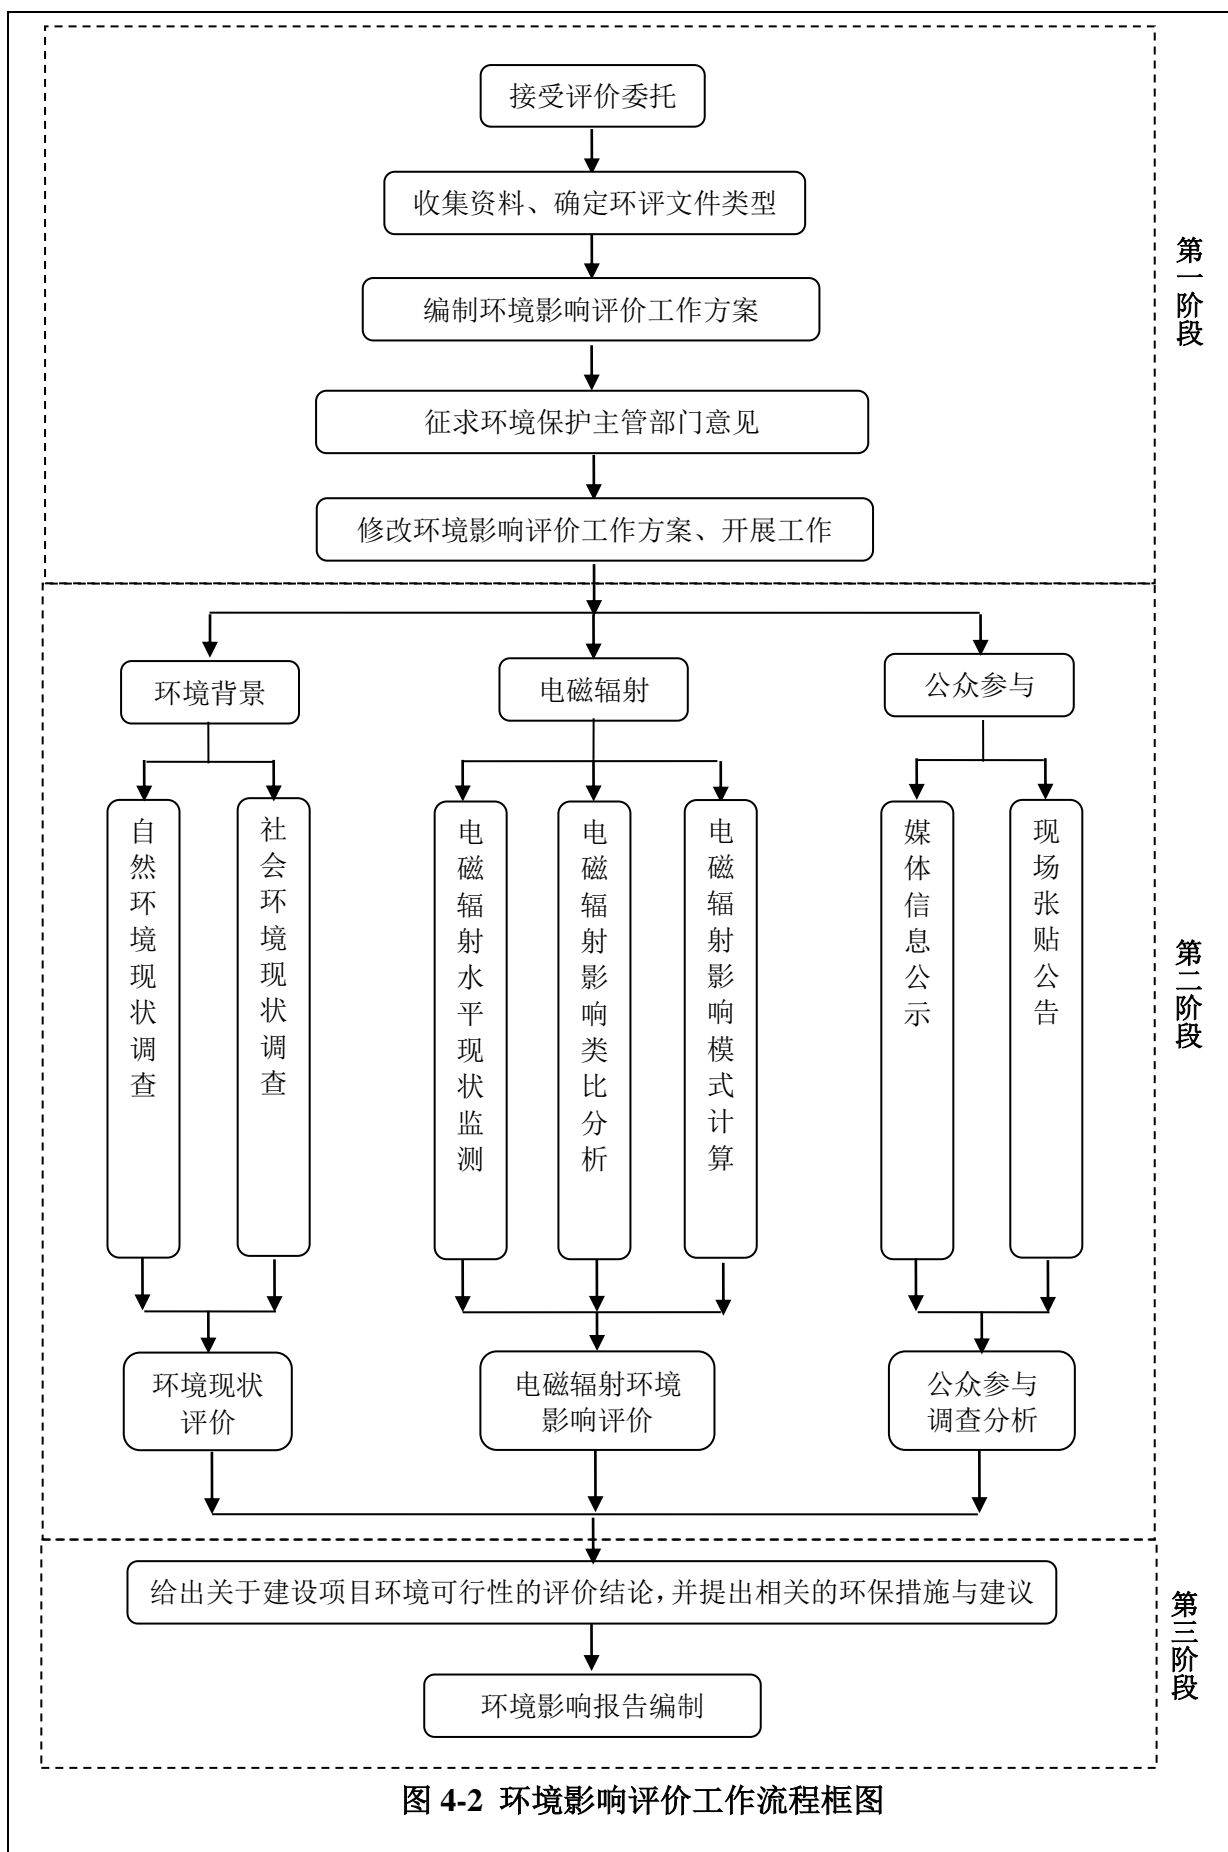 接受评价委托
收集资料、确定环评文件类型
编制环境影响评价工作方案
征求环境保护主管部门意见
修改环境影响评价工作方案、开展工作
第一阶段
环境背景
电磁辐射
公众参与
自然环境现状调查
社会环境现状调查
电磁辐射水平现状监测
电磁辐射影响类比分析
电磁辐射影响模式计算
媒体信息公示
现场张贴公告
第二阶段
环境现状
评价
电磁辐射环境
影响评价
公众参与
调查分析
给出关于建设项目环境可行性的评价结论，并提出相关的环保措施与建议
环境影响报告编制
第三阶段
图 4-2 环境影响评价工作流程框图